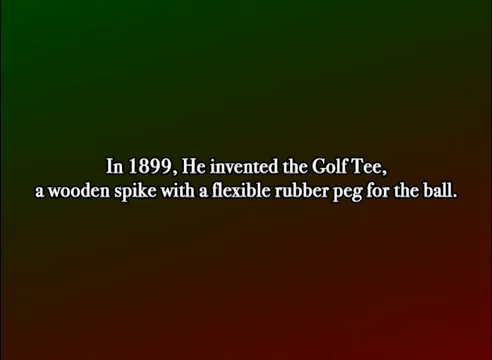 In 1899, He invented the Golf Tee,
a wooden spike with a flexible rubber peg for the ball.